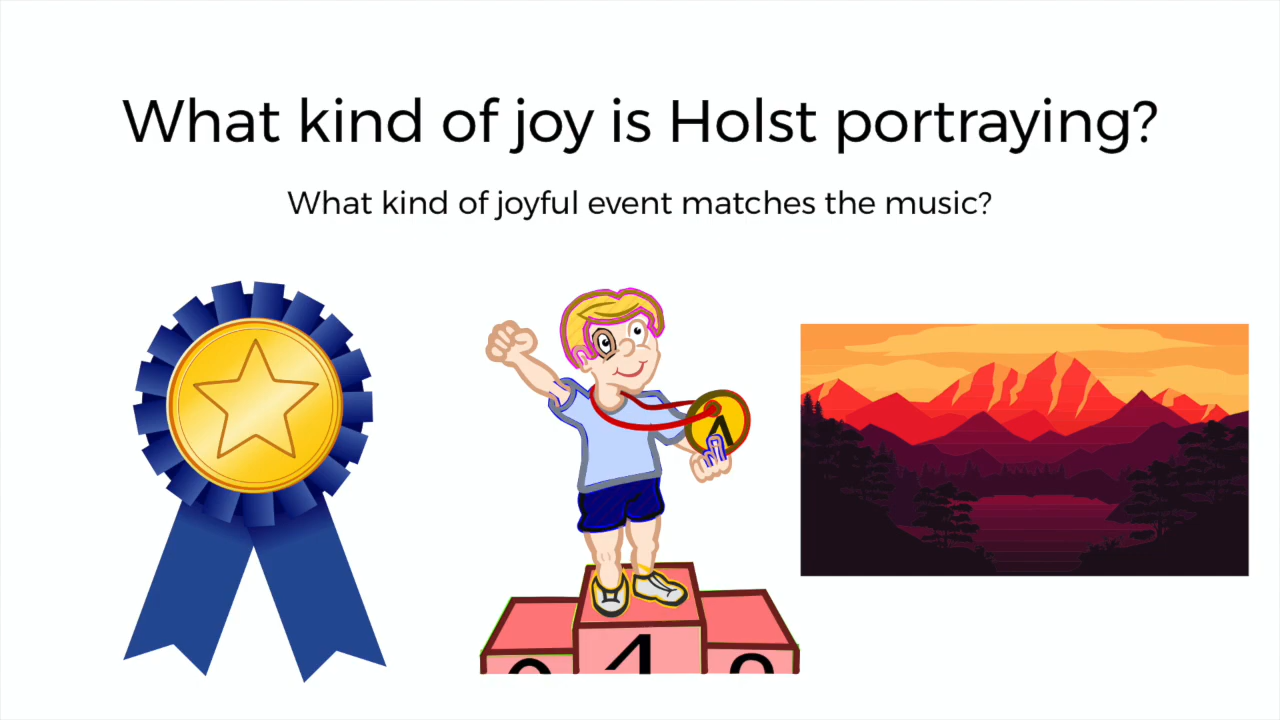 What kind of joy is Holst portraying?
What kind of joyful event matches the music?